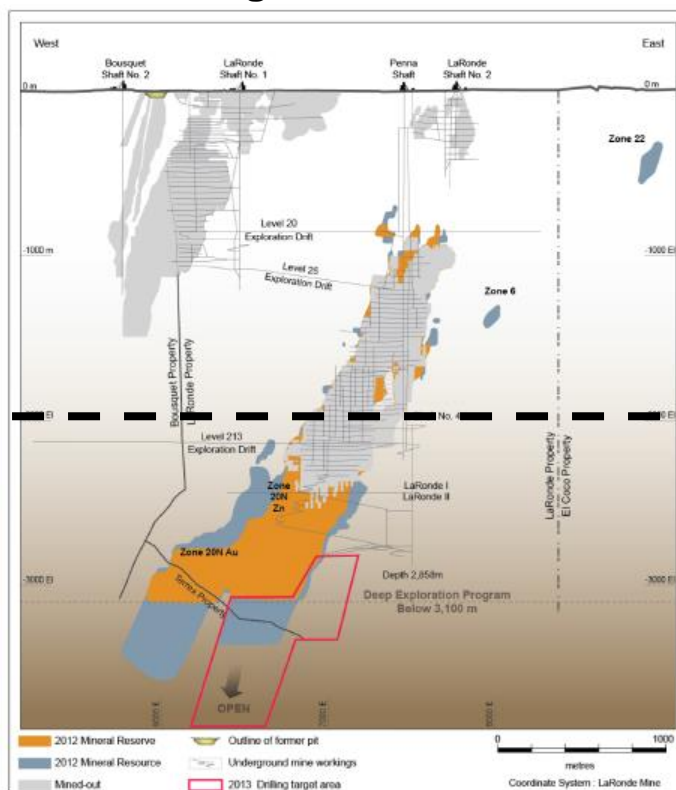 West
East
Bousquet
Shaft No. 2
LaRonde
Shaft No. 1
Penna
Shaft
LaRonde
Shaft No. 2
0 m
0 m
Zone 22
Level 20
Exploration Drift
-1000 m
-1000 El
Level 25
Exploration Drift
Zone 6
Bousquet Property
LaRonde Property
No. 4
Level 213
Exploration Drift
LaRonde Property
El Coco Property
Zone
20N
Zn
LaRonde I
LaRonde II
Zone 20N Au
Depth 2,858m
-3000 El
-3000 El
Terrex Property
Deep Exploration Program
Below 3,100 m
OPEN
7000 E
2012 Mineral Reserve
Outline of former pit
0
1000
2012 Mineral Resource
Underground mine workings
metres
Mined-out
2013 Drilling target area
Coordinate System : LaRonde Mine